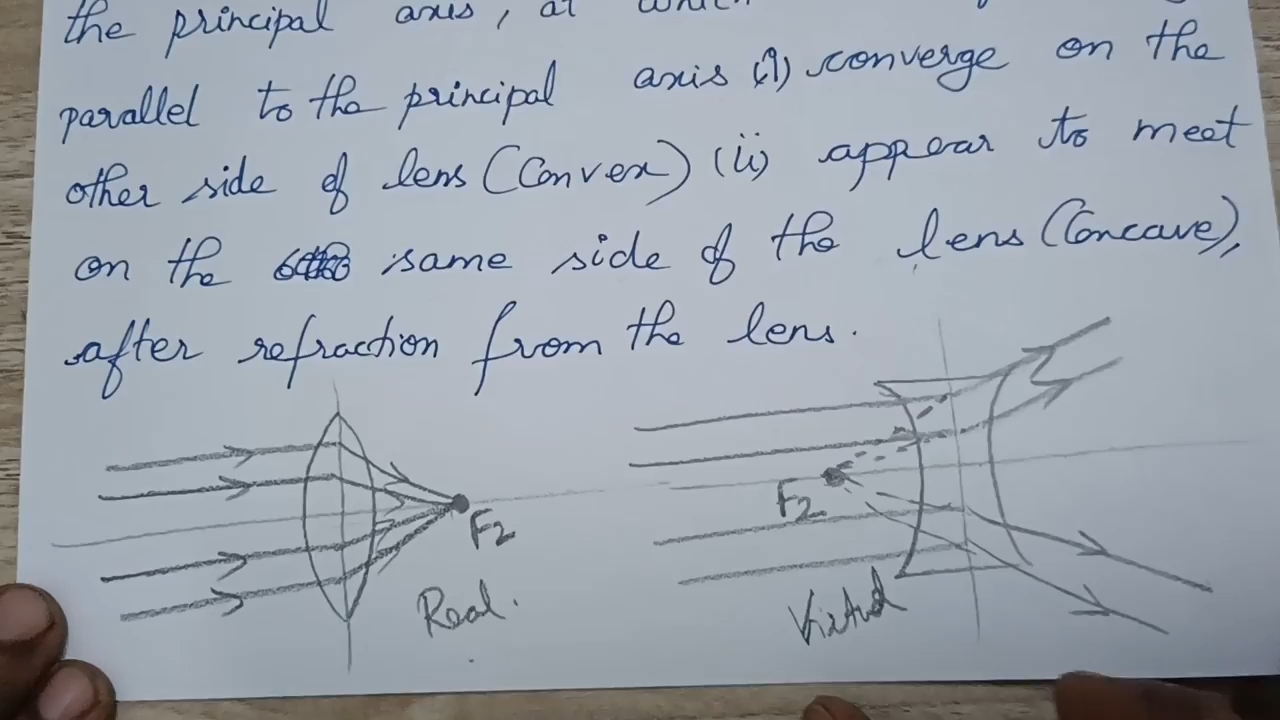 the principal axis, at which
parallel to the principal axis (i) converge on the
other side of lens (Convex) (ii) appear to meet
on the same side of the lens (Concave),
after refraction from the lens.
F2
Real.
F2
Virtual